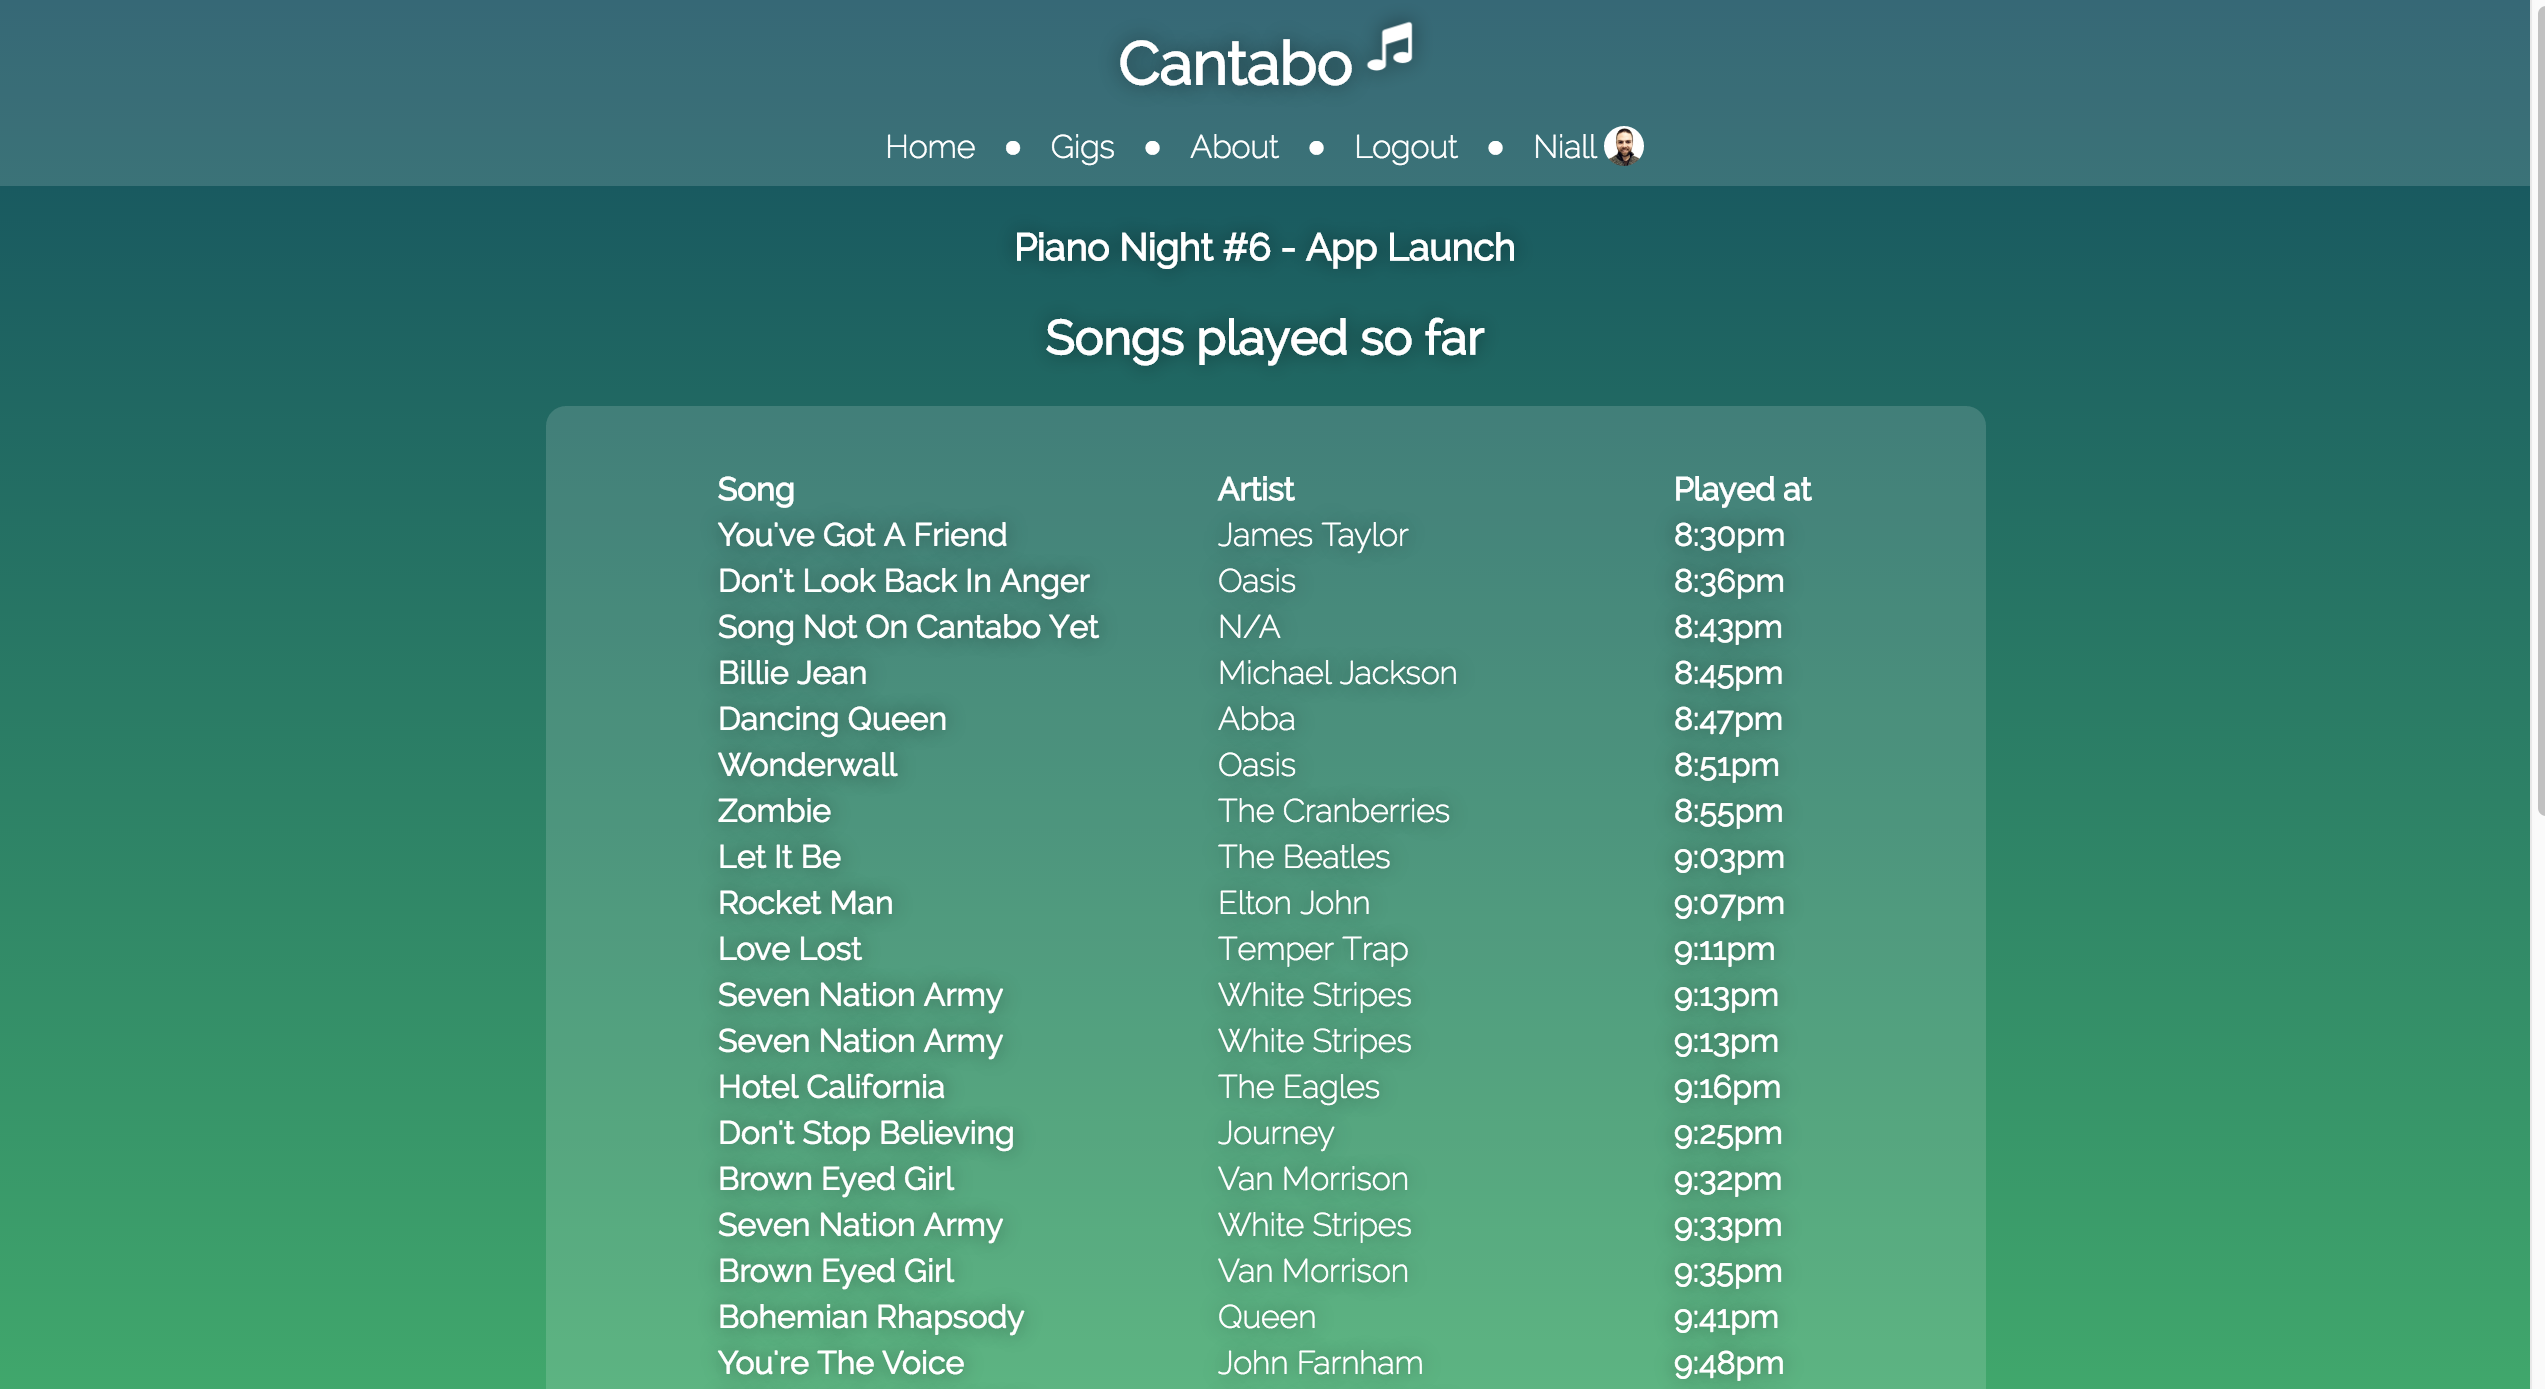 Cantabo
Home • Gigs • About • Logout • Niall
Piano Night #6 - App Launch
Songs played so far
Song Artist Played at
You've Got A Friend James Taylor 8:30pm
Don't Look Back In Anger Oasis 8:36pm
Song Not On Cantabo Yet N/A 8:43pm
Billie Jean Michael Jackson 8:45pm
Dancing Queen Abba 8:47pm
Wonderwall Oasis 8:51pm
Zombie The Cranberries 8:55pm
Let It Be The Beatles 9:03pm
Rocket Man Elton John 9:07pm
Love Lost Temper Trap 9:11pm
Seven Nation Army White Stripes 9:13pm
Seven Nation Army White Stripes 9:13pm
Hotel California The Eagles 9:16pm
Don't Stop Believing Journey 9:25pm
Brown Eyed Girl Van Morrison 9:32pm
Seven Nation Army White Stripes 9:33pm
Brown Eyed Girl Van Morrison 9:35pm
Bohemian Rhapsody Queen 9:41pm
You're The Voice John Farnham 9:48pm